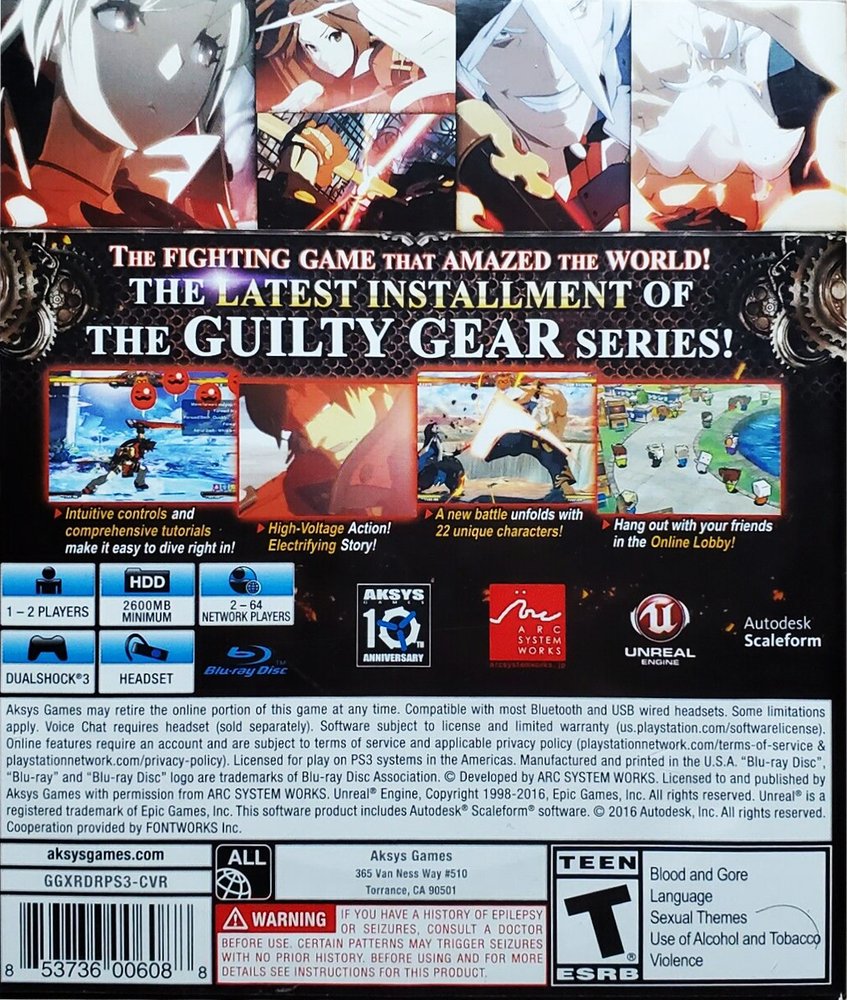 THE FIGHTING GAME THAT AMAZED THE WORLD!
THE LATEST INSTALLMENT OF
THE GUILTY GEAR SERIES!
Intuitive controls and
comprehensive tutorials
make it easy to dive right in!
High-Voltage Action!
Electrifying Story!
A new battle unfolds with
22 unique characters!
Hang out with your friends
in the Online Lobby!
1 – 2 PLAYERS
HDD
2600MB
MINIMUM
2 – 64
NETWORK PLAYERS
DUALSHOCK®3
HEADSET
Blu-ray Disc™
AKSYS
GAMES
10TH
ANNIVERSARY
Arc
ARC
SYSTEM
WORKS
arcsystemworks.jp
UNREAL
ENGINE
Autodesk
Scaleform
Aksys Games may retire the online portion of this game at any time. Compatible with most Bluetooth and USB wired headsets. Some limitations
apply. Voice Chat requires headset (sold separately). Software subject to license and limited warranty (us.playstation.com/softwarelicense).
Online features require an account and are subject to terms of service and applicable privacy policy (playstationnetwork.com/terms-of-service &
playstationnetwork.com/privacy-policy). Licensed for play on PS3 systems in the Americas. Manufactured and printed in the U.S.A. “Blu-ray Disc”,
“Blu-ray” and “Blu-ray Disc” logo are trademarks of Blu-ray Disc Association. © Developed by ARC SYSTEM WORKS. Licensed to and published by
Aksys Games with permission from ARC SYSTEM WORKS. Unreal® Engine, Copyright 1998-2016, Epic Games, Inc. All rights reserved. Unreal® is a
registered trademark of Epic Games, Inc. This software product includes Autodesk® Scaleform® software. © 2016 Autodesk, Inc. All rights reserved.
Cooperation provided by FONTWORKS Inc.
aksysgames.com
GGXRDRPS3-CVR
8 53736 00608 8
ALL
Aksys Games
365 Van Ness Way #510
Torrance, CA 90501
WARNING
IF YOU HAVE A HISTORY OF EPILEPSY
OR SEIZURES, CONSULT A DOCTOR
BEFORE USE. CERTAIN PATTERNS MAY TRIGGER SEIZURES
WITH NO PRIOR HISTORY. BEFORE USING AND FOR MORE
DETAILS SEE INSTRUCTIONS FOR THIS PRODUCT.
TEEN
T
®
ESRB
Blood and Gore
Language
Sexual Themes
Use of Alcohol and Tobacco
Violence